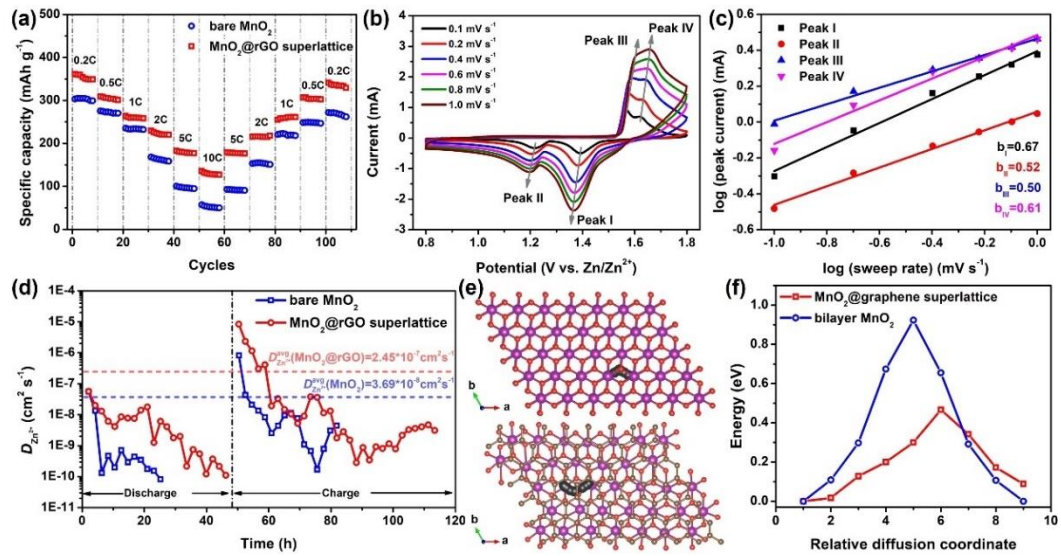 (a)
bare MnO2
MnO2@rGO superlattice
0.2C
0.5C
1C
2C
5C
10C
5C
2C
1C
0.5C
0.2C
450
400
350
300
250
200
150
100
50
0
0 20 40 60 80 100
Specific capacity (mAh g-1)
Cycles
(b)
0.1 mV s-1
0.2 mV s-1
0.4 mV s-1
0.6 mV s-1
0.8 mV s-1
1.0 mV s-1
Peak III
Peak IV
Peak II
Peak I
4
3
2
1
0
-1
-2
-3
0.8 1.0 1.2 1.4 1.6 1.8
Current (mA)
Potential (V vs. Zn/Zn2+)
(c)
Peak I
Peak II
Peak III
Peak IV
bI=0.67
bII=0.52
bIII=0.50
bIV=0.61
0.6
0.4
0.2
0.0
-0.2
-0.4
-0.6
-1.0 -0.8 -0.6 -0.4 -0.2 0.0
log (peak current) (mA)
log (sweep rate) (mV s-1)
(d)
bare MnO2
MnO2@rGO superlattice
DavgZn2+(MnO2@rGO)=2.45*10-7cm2s-1
DavgZn2+(MnO2)=3.69*10-8cm2s-1
1E-4
1E-5
1E-6
1E-7
1E-8
1E-9
1E-10
1E-11
Discharge
Charge
0 20 40 60 80 100 120
DZn2+ (cm2 s-1)
Time (h)
(e)
b
a
b
a
(f)
MnO2@graphene superlattice
bilayer MnO2
1.0
0.8
0.6
0.4
0.2
0.0
0 2 4 6 8 10
Energy (eV)
Relative diffusion coordinate